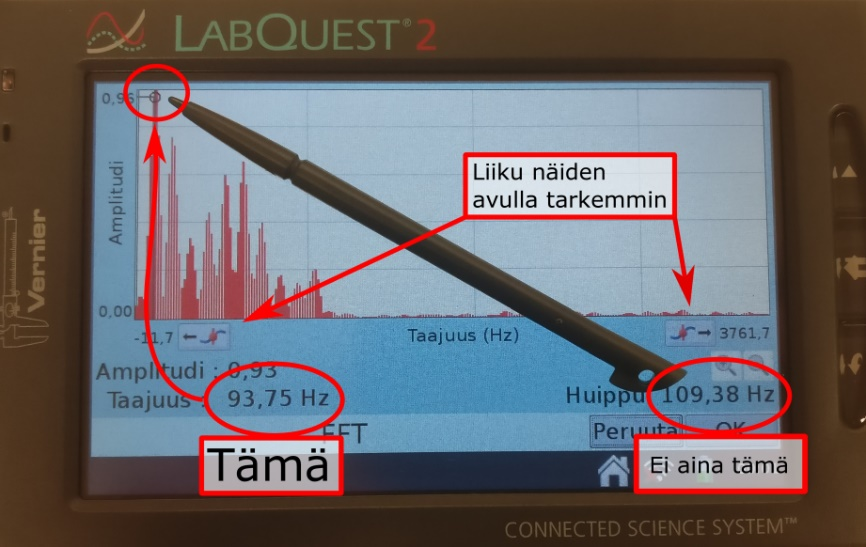 LABQUEST® 2
0,96
Amplitudi
Liiku näiden
avulla tarkemmin
0,00
-11,7
Taajuus (Hz)
3761,7
Amplitudi : 0,93
Taajuus : 93,75 Hz
Huippu 109,38 Hz
FFT
Peruuta
OK
Tämä
Ei aina tämä
Vernier
CONNECTED SCIENCE SYSTEM™